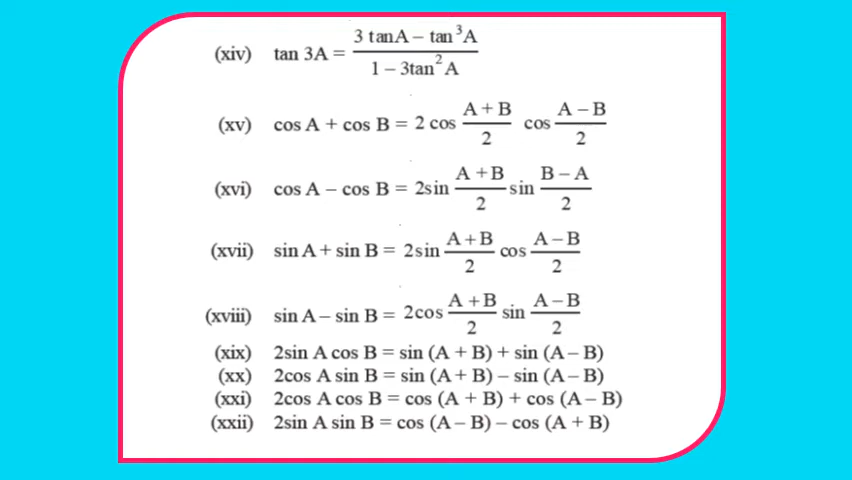 (xiv) tan 3A = (3 tanA – tan³A) / (1 – 3tan²A)
(xv) cos A + cos B = 2 cos (A + B)/2 cos (A – B)/2
(xvi) cos A – cos B = 2sin (A + B)/2 sin (B – A)/2
(xvii) sin A + sin B = 2sin (A + B)/2 cos (A – B)/2
(xviii) sin A – sin B = 2cos (A + B)/2 sin (A – B)/2
(xix) 2sin A cos B = sin (A + B) + sin (A – B)
(xx) 2cos A sin B = sin (A + B) – sin (A – B)
(xxi) 2cos A cos B = cos (A + B) + cos (A – B)
(xxii) 2sin A sin B = cos (A – B) – cos (A + B)